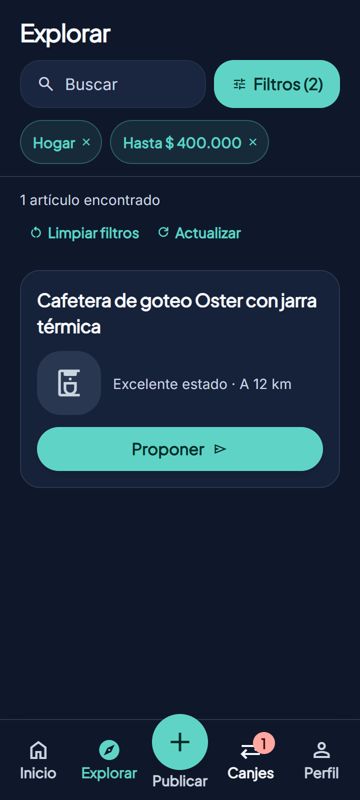 Explorar
Buscar
Filtros (2)
Hogar ×
Hasta $ 400.000 ×
1 artículo encontrado
Limpiar filtros
Actualizar
Cafetera de goteo Oster con jarra
térmica
Excelente estado · A 12 km
Proponer
1
Inicio
Explorar
Publicar
Canjes
Perfil